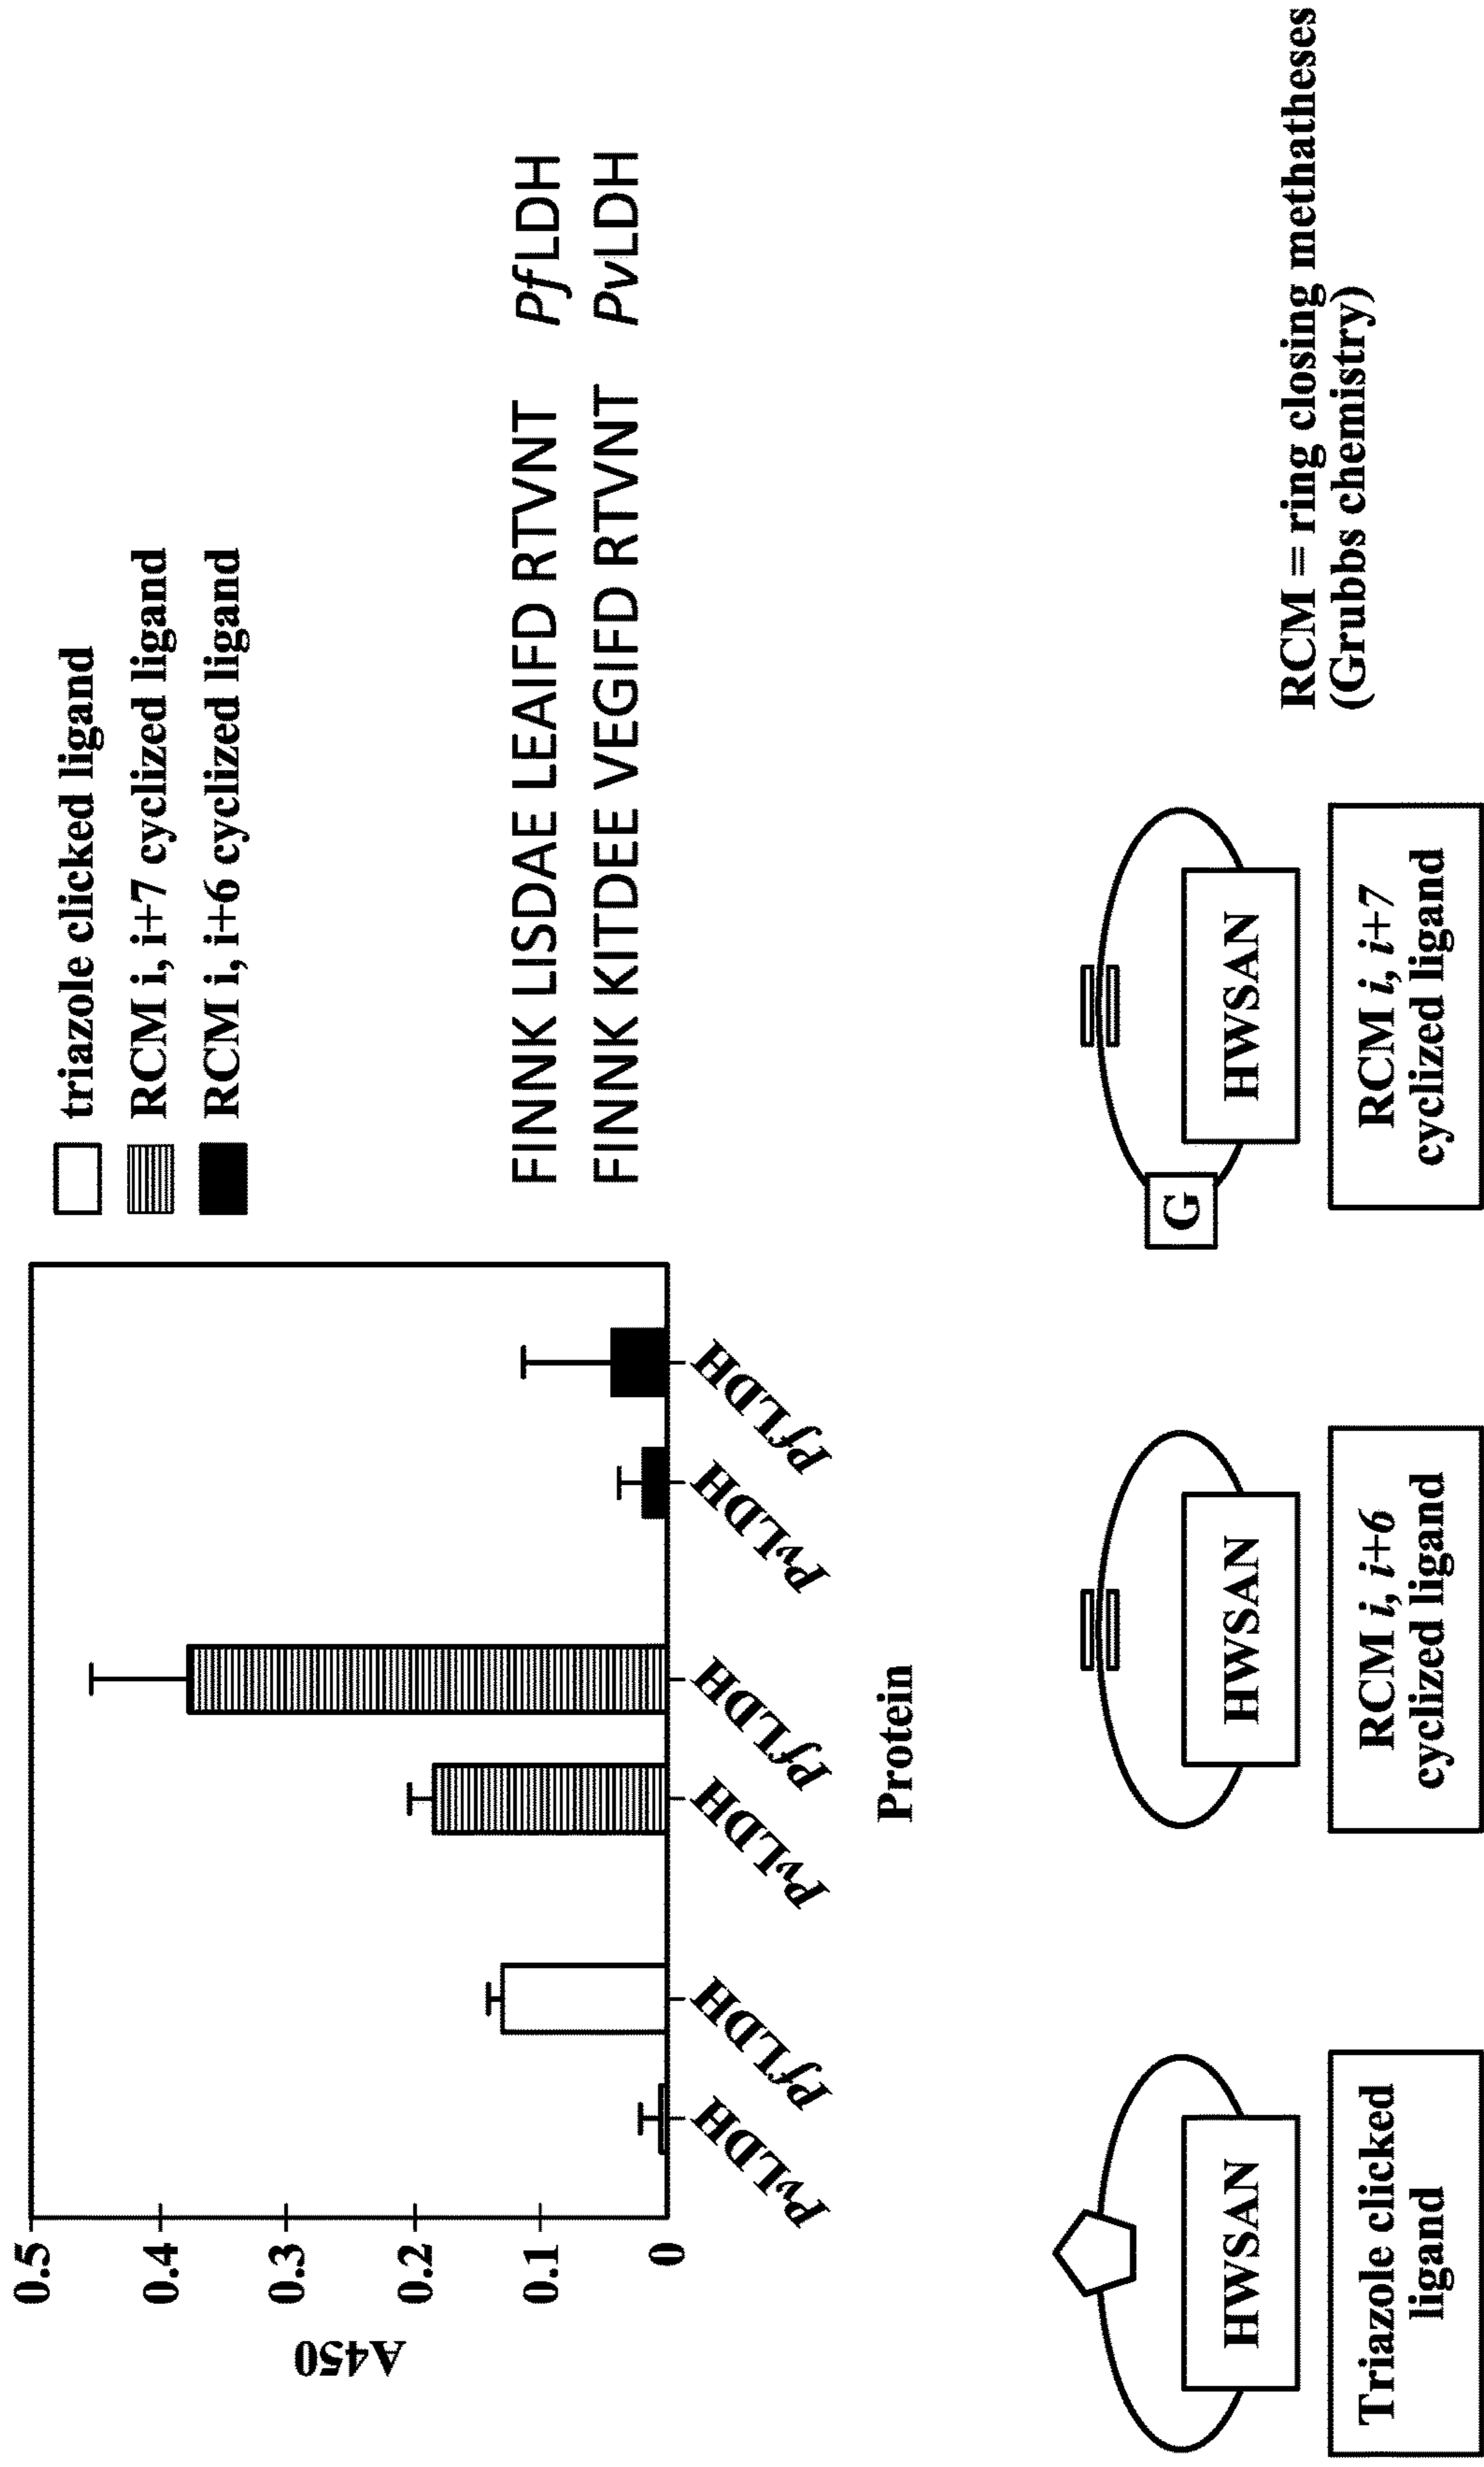 0.5
0.4
0.3
0.2
0.1
0
A450
PvLDH
PfLDH
PvLDH
PfLDH
PvLDH
PfLDH
Protein
triazole clicked ligand
RCM i, i+7 cyclized ligand
RCM i, i+6 cyclized ligand
FINNK LISDAE LEAIFD RTVNT PfLDH
FINNK KITDEE VEGIFD RTVNT PvLDH
HWSAN
Triazole clicked
ligand
HWSAN
RCM i, i+6
cyclized ligand
G
HWSAN
RCM i, i+7
cyclized ligand
RCM = ring closing methatheses
(Grubbs chemistry)